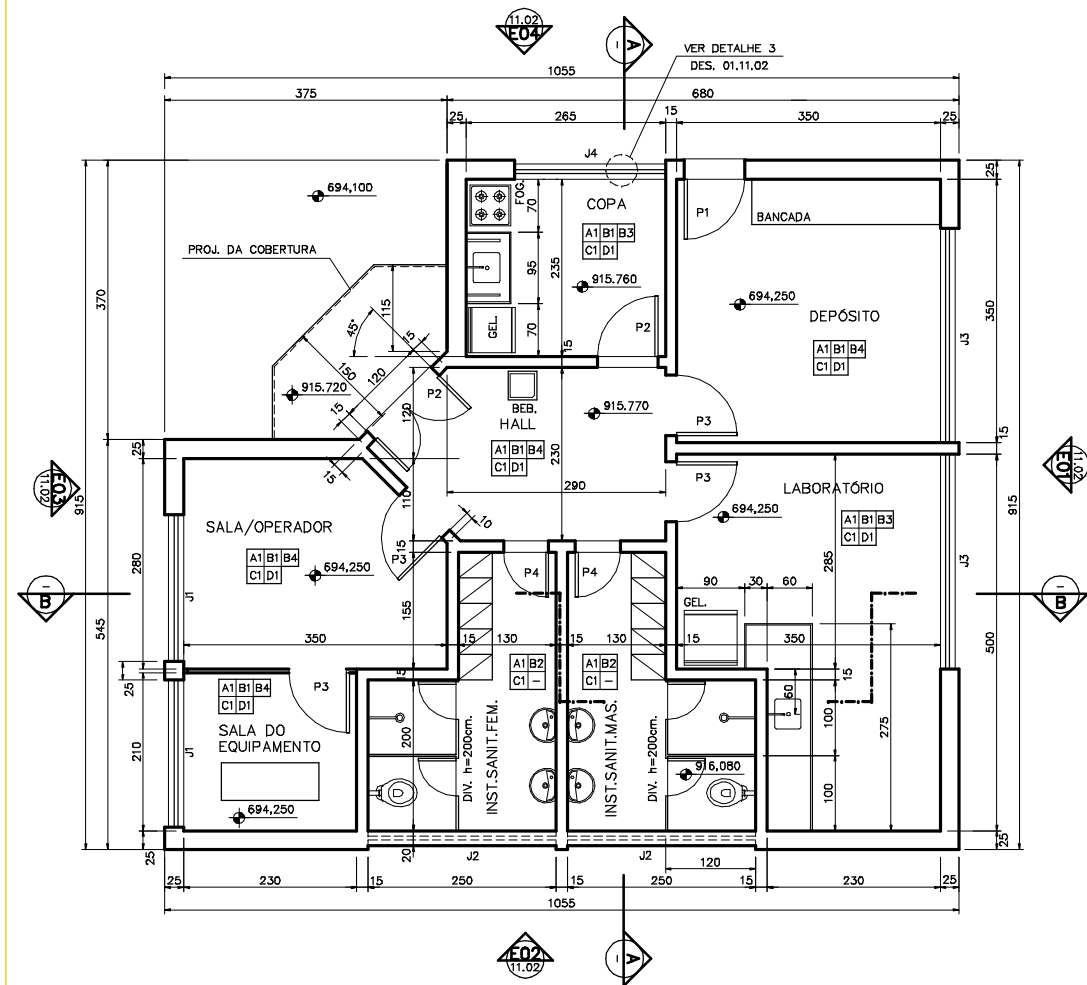 11.02
E04
A
-
VER DETALHE 3
DES. 01.11.02
1055
375
680
25
265
15
350
25
J4
694,100
FOG.
70
COPA
A1 B1 B3
C1 D1
P1
BANCADA
25
PROJ. DA COBERTURA
95
235
915.760
694,250
DEPÓSITO
A1 B1 B4
C1 D1
350
J3
370
115
45°
15
GEL.
70
P2
15
150
120
915.720
P2
120
BEB.
HALL
A1 B1 B4
C1 D1
915.770
230
P3
15
15
25
15
290
P3
E03
11.02
E01
11.02
915
915
110
10
LABORATÓRIO
694,250
A1 B1 B3
C1 D1
SALA/OPERADOR
A1 B1 B4
C1 D1
694,250
P3
15
280
J1
285
J3
P4
P4
90
30
60
GEL.
-
B
-
B
155
545
500
350
15
130
15
130
15
350
A1 B2
C1 -
A1 B2
C1 -
25
P3
15
15
60
A1 B1 B4
C1 D1
SALA DO
EQUIPAMENTO
210
J1
200
DIV. h=200cm.
INST.SANIT.FEM.
INST.SANIT.MAS.
DIV. h=200cm.
916,080
100
275
100
694,250
25
20
J2
J2
120
25
25
230
15
250
15
250
15
230
25
1055
E02
11.02
-
A